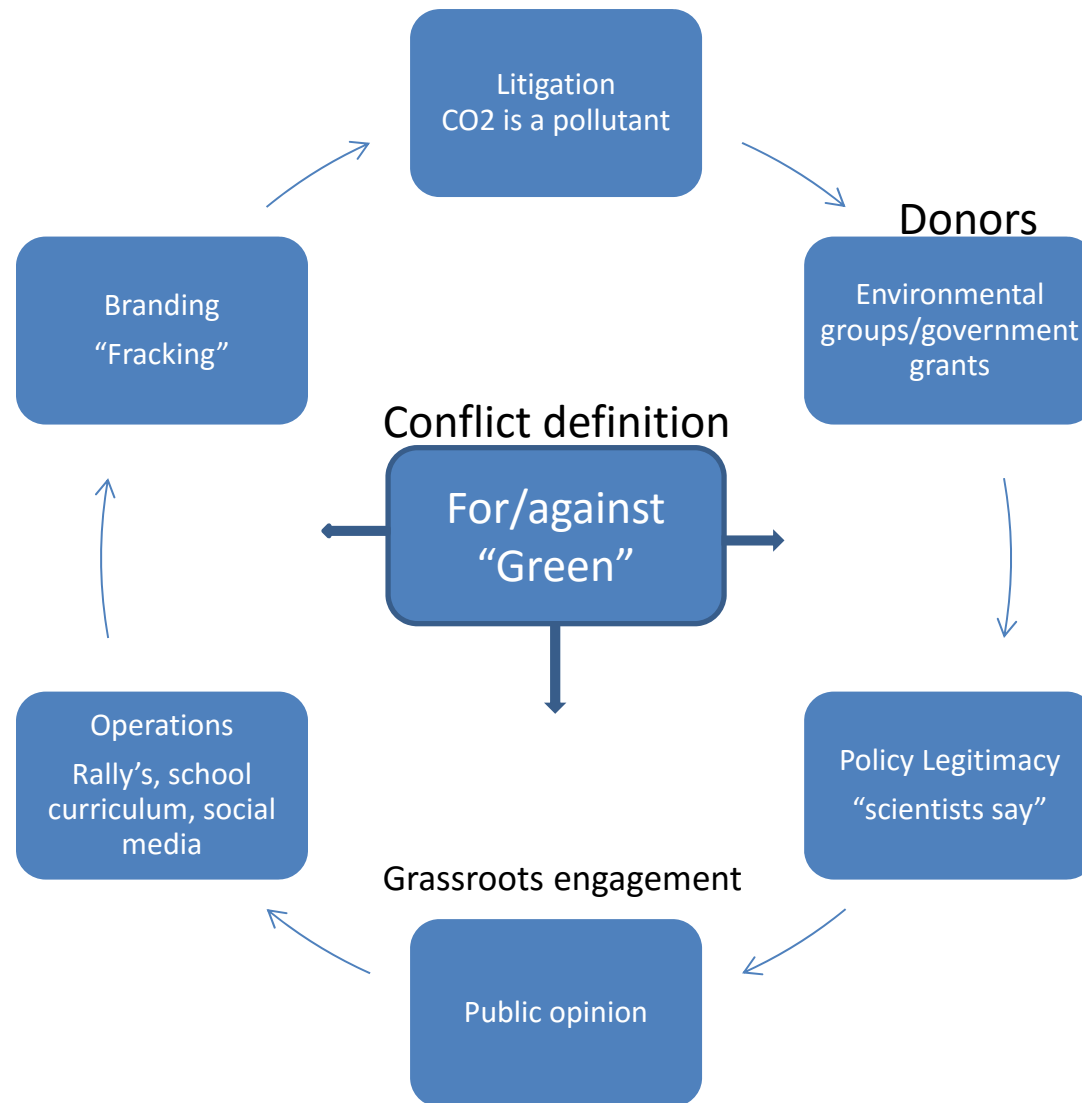 Litigation
CO2 is a pollutant
Donors
Environmental
groups/government
grants
Branding
“Fracking”
Conflict definition
For/against
“Green”
Operations
Rally’s, school
curriculum, social
media
Policy Legitimacy
“scientists say”
Grassroots engagement
Public opinion